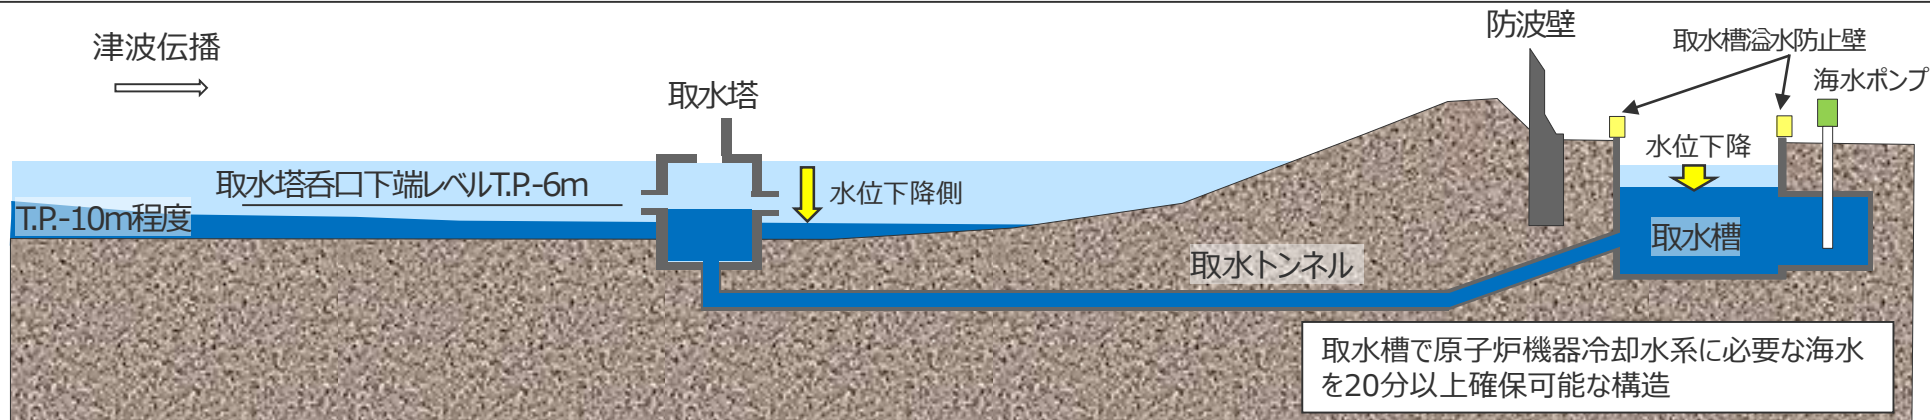 津波伝播
防波壁
取水槽溢水防止壁
海水ポンプ
取水塔
水位下降
取水塔呑口下端レベルT.P.-6m
水位下降側
T.P.-10m程度
取水槽
取水トンネル
取水槽で原子炉機器冷却水系に必要な海水
を20分以上確保可能な構造